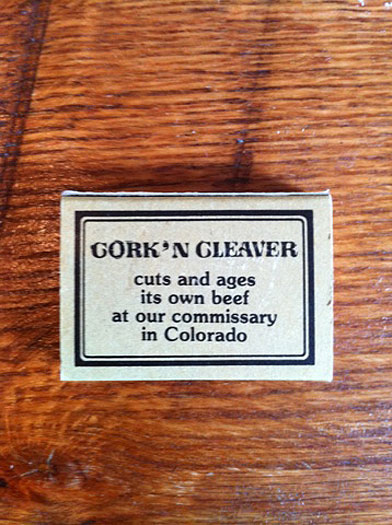 CORK'N CLEAVER
cuts and ages
its own beef
at our commissary
in Colorado